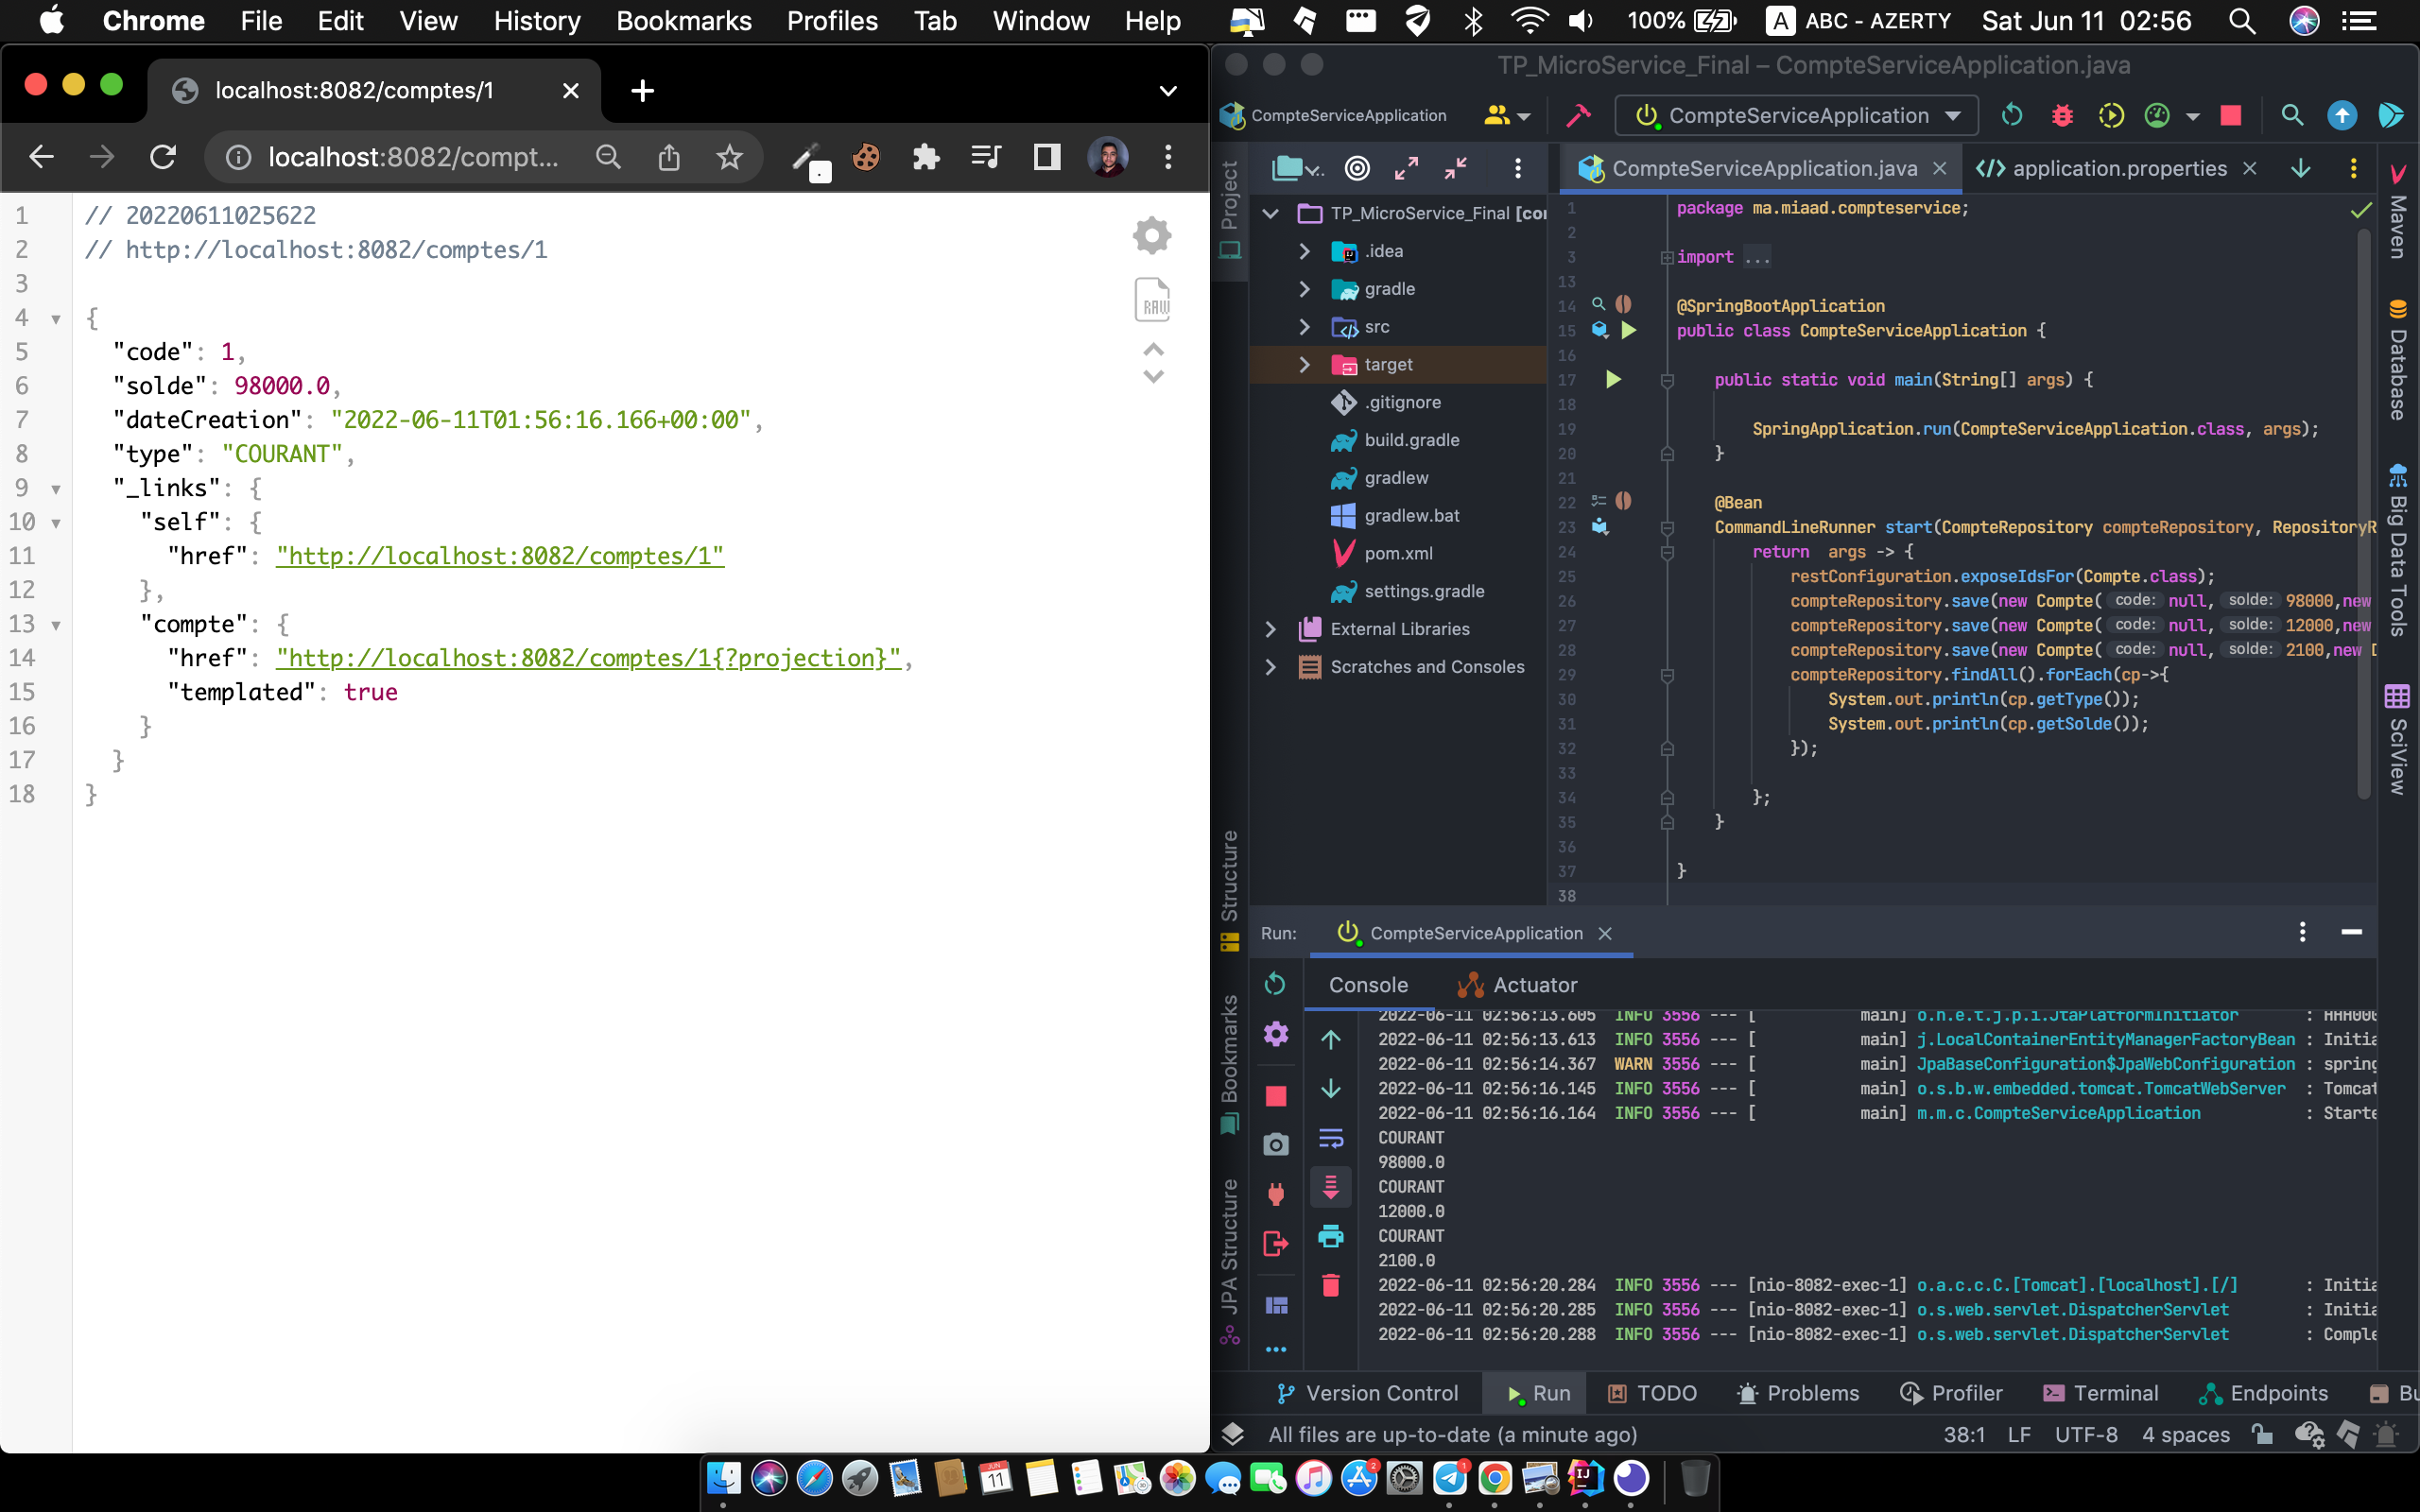 Chrome File Edit View History Bookmarks Profiles Tab Window Help 100% A ABC - AZERTY Sat Jun 11 02:56
localhost:8082/comptes/1
localhost:8082/compt...
1 // 20220611025622
2 // http://localhost:8082/comptes/1
3
4 {
5 "code": 1,
6 "solde": 98000.0,
7 "dateCreation": "2022-06-11T01:56:16.166+00:00",
8 "type": "COURANT",
9 "_links": {
10 "self": {
11 "href": "http://localhost:8082/comptes/1"
12 },
13 "compte": {
14 "href": "http://localhost:8082/comptes/1{?projection}",
15 "templated": true
16 }
17 }
18 }
RAW
TP_MicroService_Final – CompteServiceApplication.java
CompteServiceApplication CompteServiceApplication
Project
CompteServiceApplication.java application.properties
TP_MicroService_Final [co
.idea
gradle
src
target
.gitignore
build.gradle
gradlew
gradlew.bat
pom.xml
settings.gradle
External Libraries
Scratches and Consoles
1 package ma.miaad.compteservice;
2
3 import ...
13
14 @SpringBootApplication
15 public class CompteServiceApplication {
16
17 public static void main(String[] args) {
18
19 SpringApplication.run(CompteServiceApplication.class, args);
20 }
21
22 @Bean
23 CommandLineRunner start(CompteRepository compteRepository, RepositoryR
24 return args -> {
25 restConfiguration.exposeIdsFor(Compte.class);
26 compteRepository.save(new Compte( code: null, solde: 98000,new
27 compteRepository.save(new Compte( code: null, solde: 12000,new
28 compteRepository.save(new Compte( code: null, solde: 2100,new D
29 compteRepository.findAll().forEach(cp->{
30 System.out.println(cp.getType());
31 System.out.println(cp.getSolde());
32 });
33
34 };
35 }
36
37 }
38
Maven
Database
Big Data Tools
SciView
Structure
Bookmarks
JPA Structure
Run: CompteServiceApplication
Console Actuator
2022-06-11 02:56:13.605 INFO 3556 --- [ main] o.h.e.t.j.p.i.JtaPlatformInitiator : HHH000
2022-06-11 02:56:13.613 INFO 3556 --- [ main] j.LocalContainerEntityManagerFactoryBean : Initia
2022-06-11 02:56:14.367 WARN 3556 --- [ main] JpaBaseConfiguration$JpaWebConfiguration : spring
2022-06-11 02:56:16.145 INFO 3556 --- [ main] o.s.b.w.embedded.tomcat.TomcatWebServer : Tomcat
2022-06-11 02:56:16.164 INFO 3556 --- [ main] m.m.c.CompteServiceApplication : Starte
COURANT
98000.0
COURANT
12000.0
COURANT
2100.0
2022-06-11 02:56:20.284 INFO 3556 --- [nio-8082-exec-1] o.a.c.c.C.[Tomcat].[localhost].[/] : Initia
2022-06-11 02:56:20.285 INFO 3556 --- [nio-8082-exec-1] o.s.web.servlet.DispatcherServlet : Initia
2022-06-11 02:56:20.288 INFO 3556 --- [nio-8082-exec-1] o.s.web.servlet.DispatcherServlet : Comple
Version Control Run TODO Problems Profiler Terminal Endpoints Bu
All files are up-to-date (a minute ago) 38:1 LF UTF-8 4 spaces
JUN
11
2
1
IJ